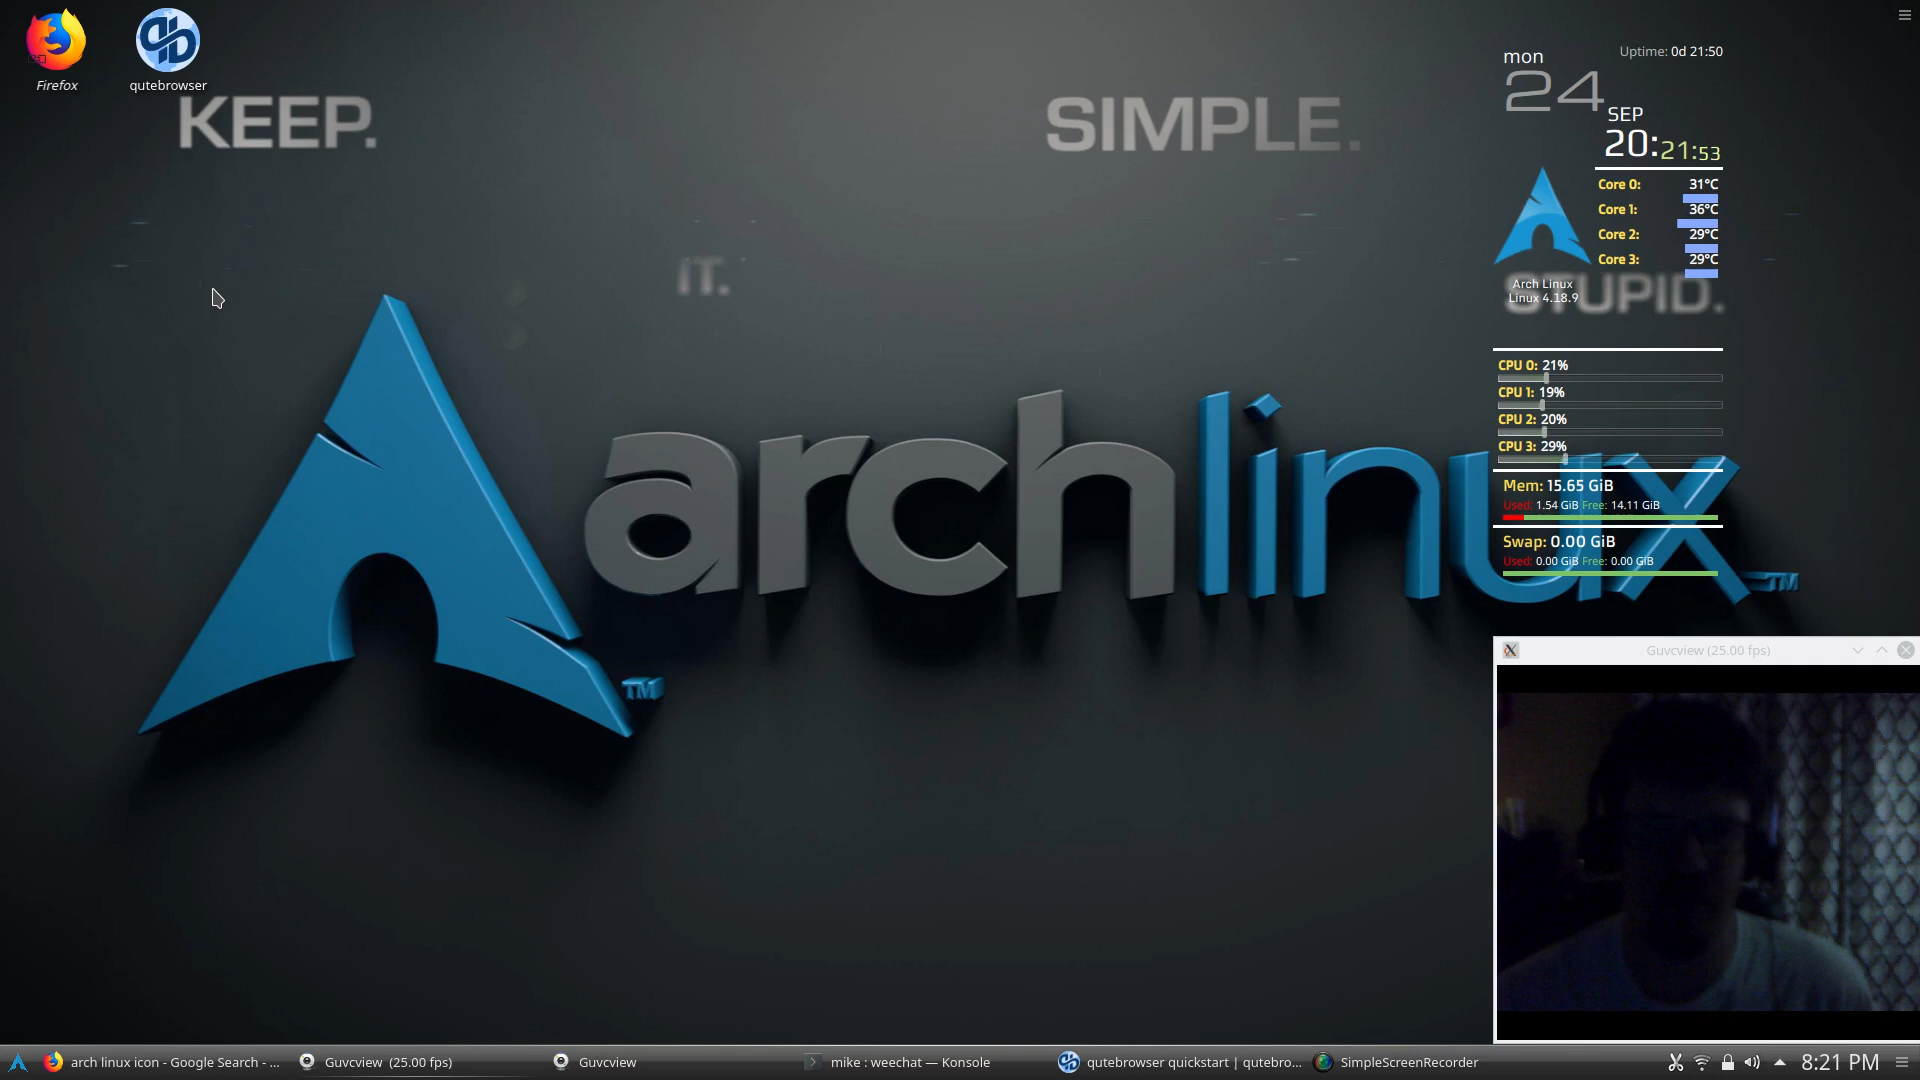 Firefox
qutebrowser
KEEP.
SIMPLE.
IT.
STUPID.
archlinux
TM
TM
mon
24
Uptime: 0d 21:50
SEP
20:21:53
Core 0: 31°C
Core 1: 36°C
Core 2: 29°C
Core 3: 29°C
Arch Linux
Linux 4.18.9
CPU 0: 21%
CPU 1: 19%
CPU 2: 20%
CPU 3: 29%
Mem: 15.65 GiB
Used: 1.54 GiB Free: 14.11 GiB
Swap: 0.00 GiB
Used: 0.00 GiB Free: 0.00 GiB
Guvcview (25.00 fps)
arch linux icon - Google Search - ...
Guvcview (25.00 fps)
Guvcview
mike : weechat — Konsole
qutebrowser quickstart | qutebro...
SimpleScreenRecorder
8:21 PM